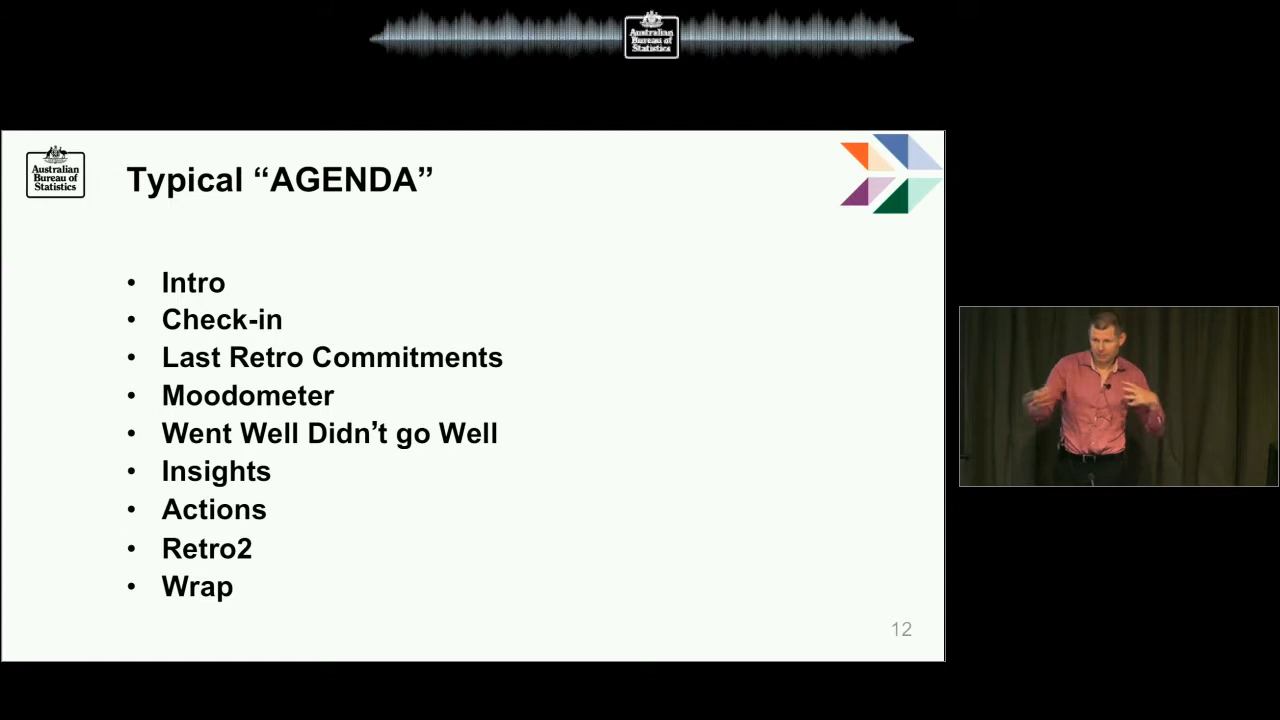 Australian
Bureau of
Statistics
Australian
Bureau of
Statistics
Typical “AGENDA”
• Intro
• Check-in
• Last Retro Commitments
• Moodometer
• Went Well Didn’t go Well
• Insights
• Actions
• Retro2
• Wrap
12